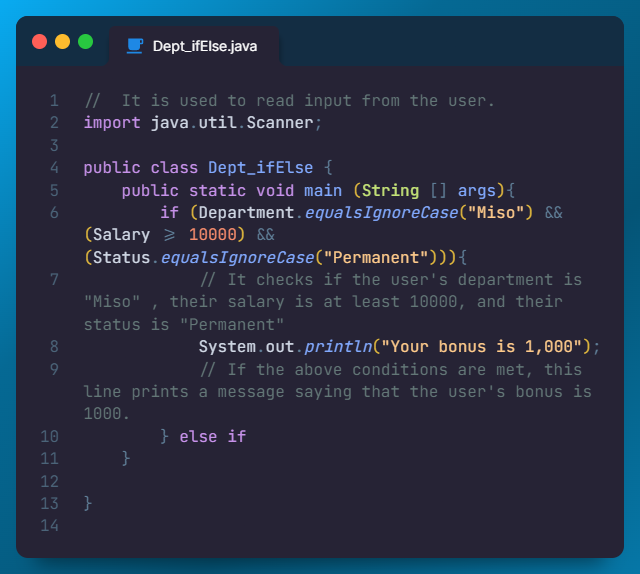 Dept_ifElse.java
1 //  It is used to read input from the user.
2 import java.util.Scanner;
3
4 public class Dept_ifElse {
5     public static void main (String [] args){
6         if (Department.equalsIgnoreCase("Miso") &&
(Salary >= 10000) &&
(Status.equalsIgnoreCase("Permanent"))){
7             // It checks if the user's department is
"Miso" , their salary is at least 10000, and their
status is "Permanent"
8             System.out.println("Your bonus is 1,000");
9             // If the above conditions are met, this
line prints a message saying that the user's bonus is
1000.
10         } else if
11     }
12
13 }
14